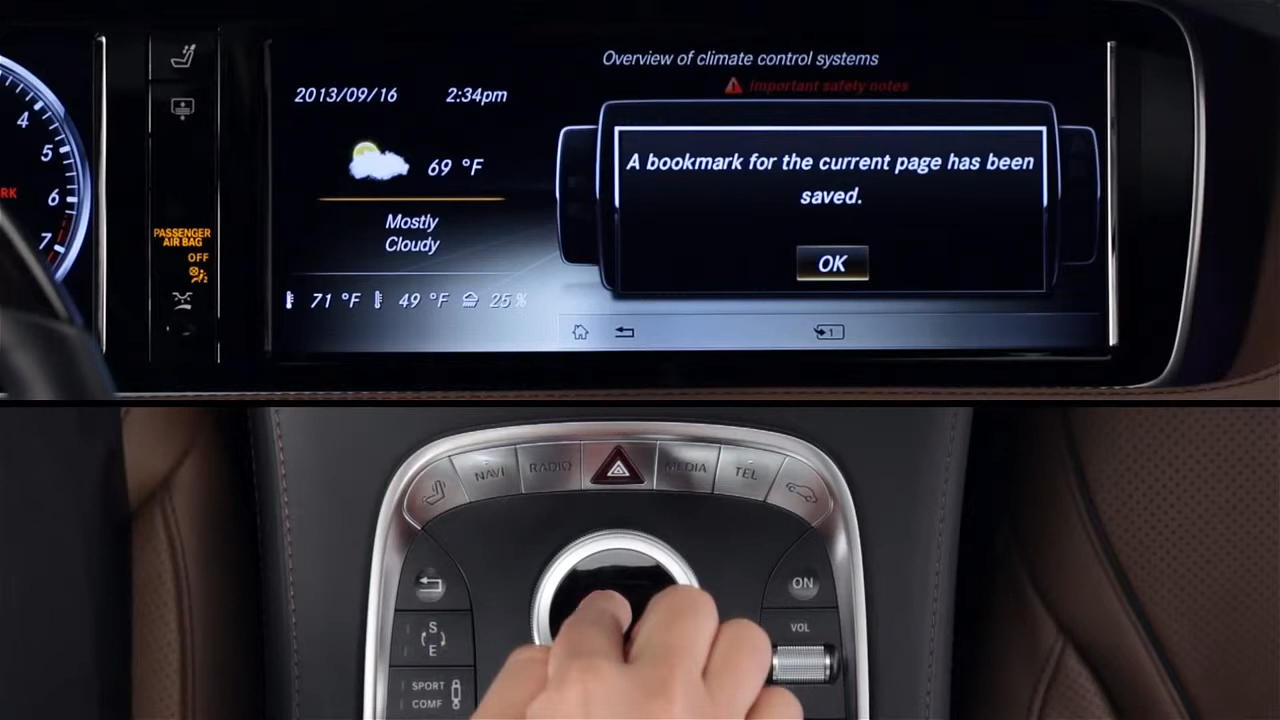 4
5
6
7
RK
PASSENGER
AIR BAG
OFF
2
2013/09/16 2:34pm
69 °F
Mostly
Cloudy
71 °F 49 °F 25%
Overview of climate control systems
Important safety notes
A bookmark for the current page has been
saved.
OK
1
NAVI RADIO MEDIA TEL
ON
S
E
VOL
SPORT
COMF